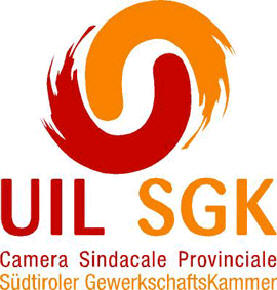 UIL SGK
Camera Sindacale Provinciale
Südtiroler GewerkschaftsKammer